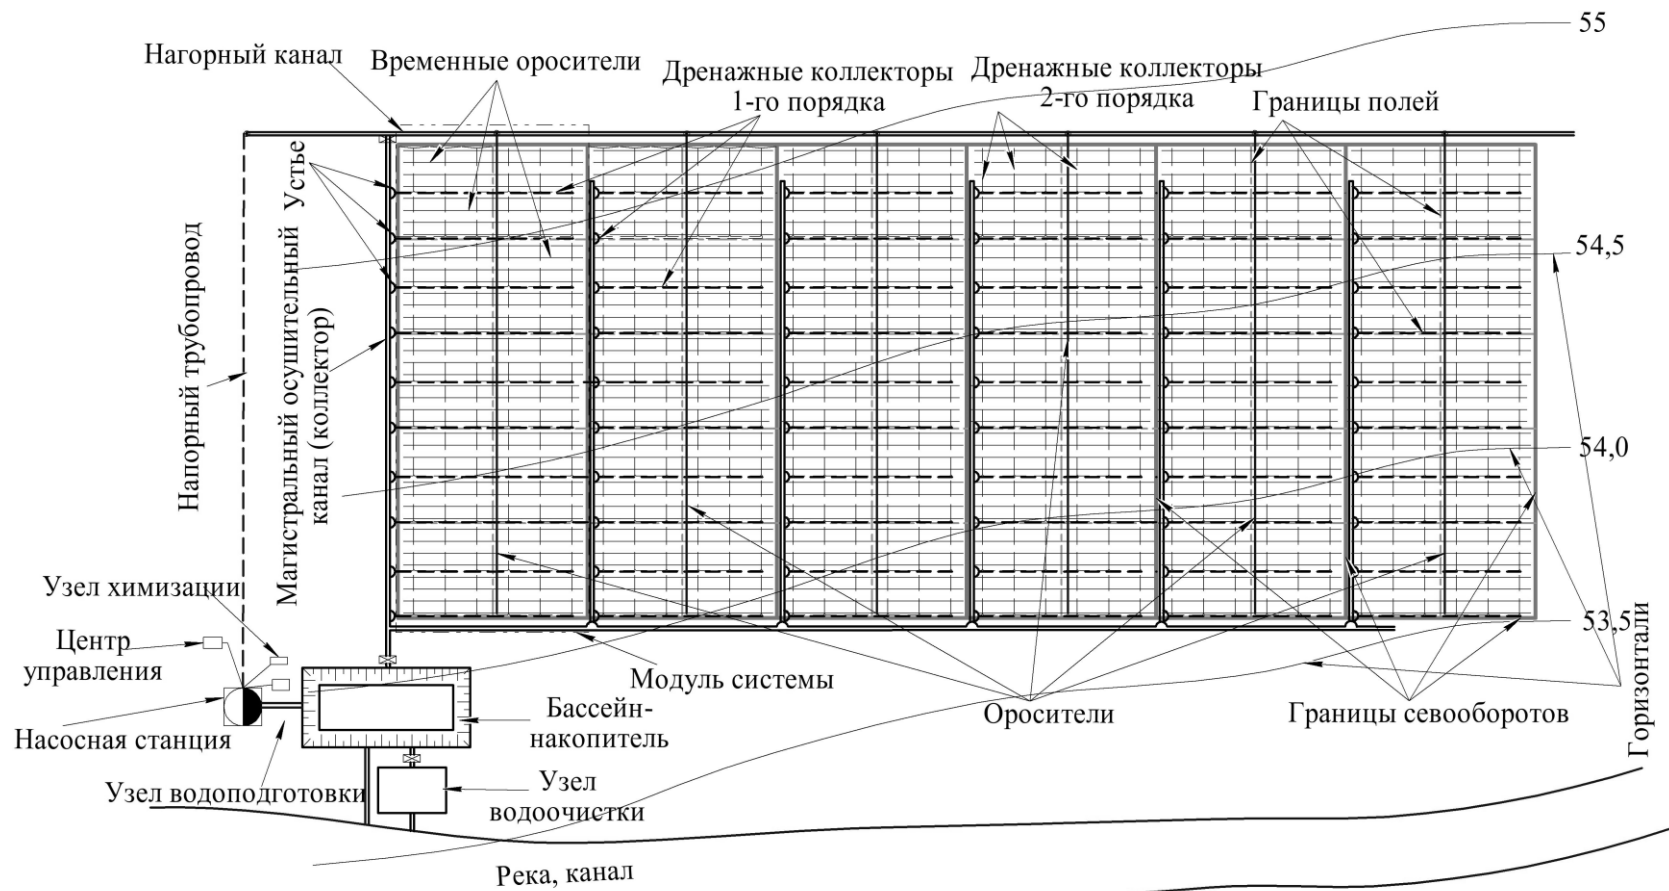 55
Нагорный канал
Временные оросители
Дренажные коллекторы
1-го порядка
Дренажные коллекторы
2-го порядка
Границы полей
Устье
54,5
Напорный трубопровод
Магистральный осушительный
канал (коллектор)
54,0
Узел химизации
Центр
управления
53,5
Модуль системы
Бассейн-
накопитель
Оросители
Границы севооборотов
Горизонтали
Насосная станция
Узел водоподготовки
Узел
водоочистки
Река, канал